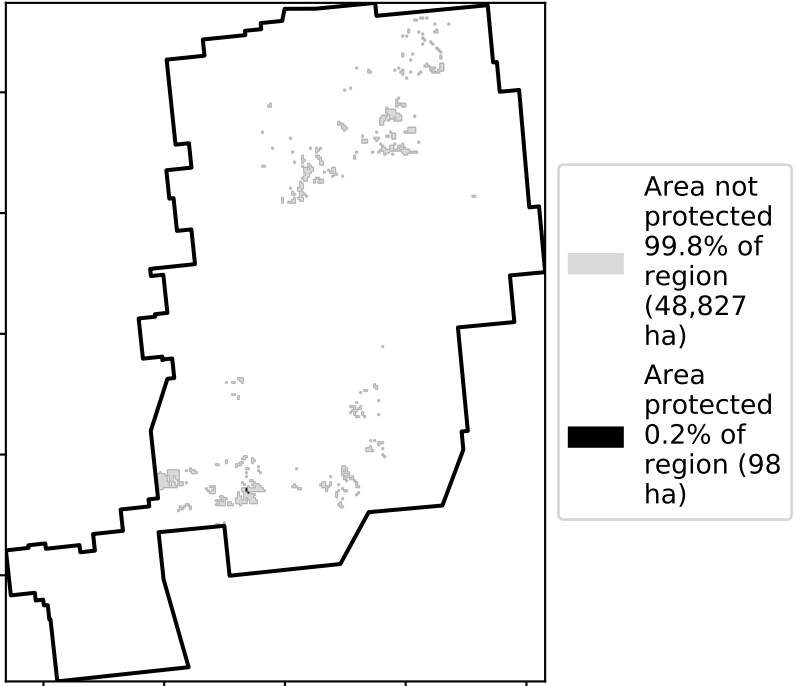 Area not
protected
99.8% of
region
(48,827
ha)
Area
protected
0.2% of
region (98
ha)